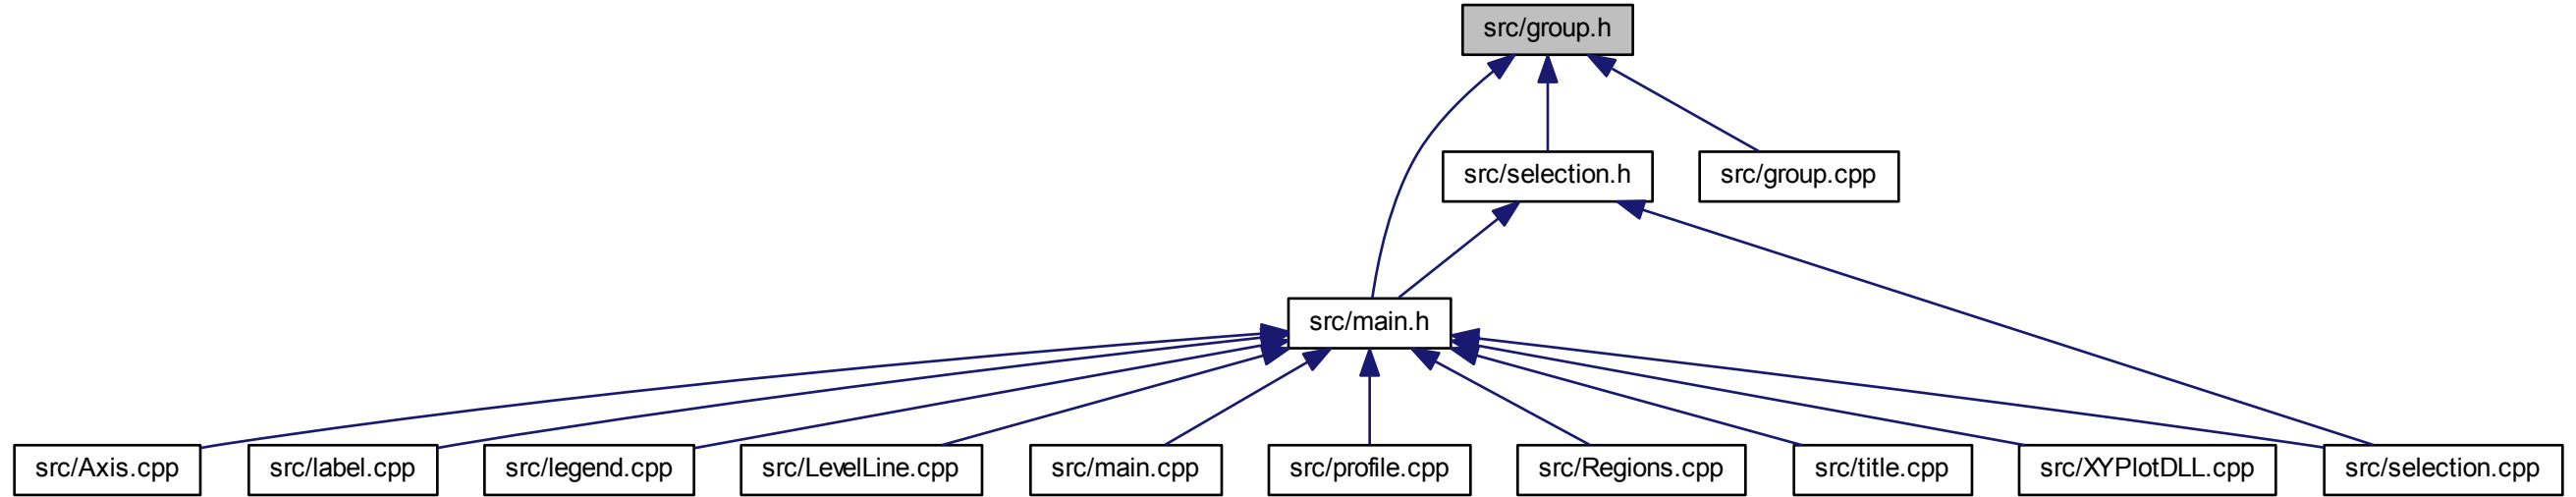 src/group.h
src/selection.h
src/group.cpp
src/main.h
src/Axis.cpp
src/label.cpp
src/legend.cpp
src/LevelLine.cpp
src/main.cpp
src/profile.cpp
src/Regions.cpp
src/title.cpp
src/XYPlotDLL.cpp
src/selection.cpp